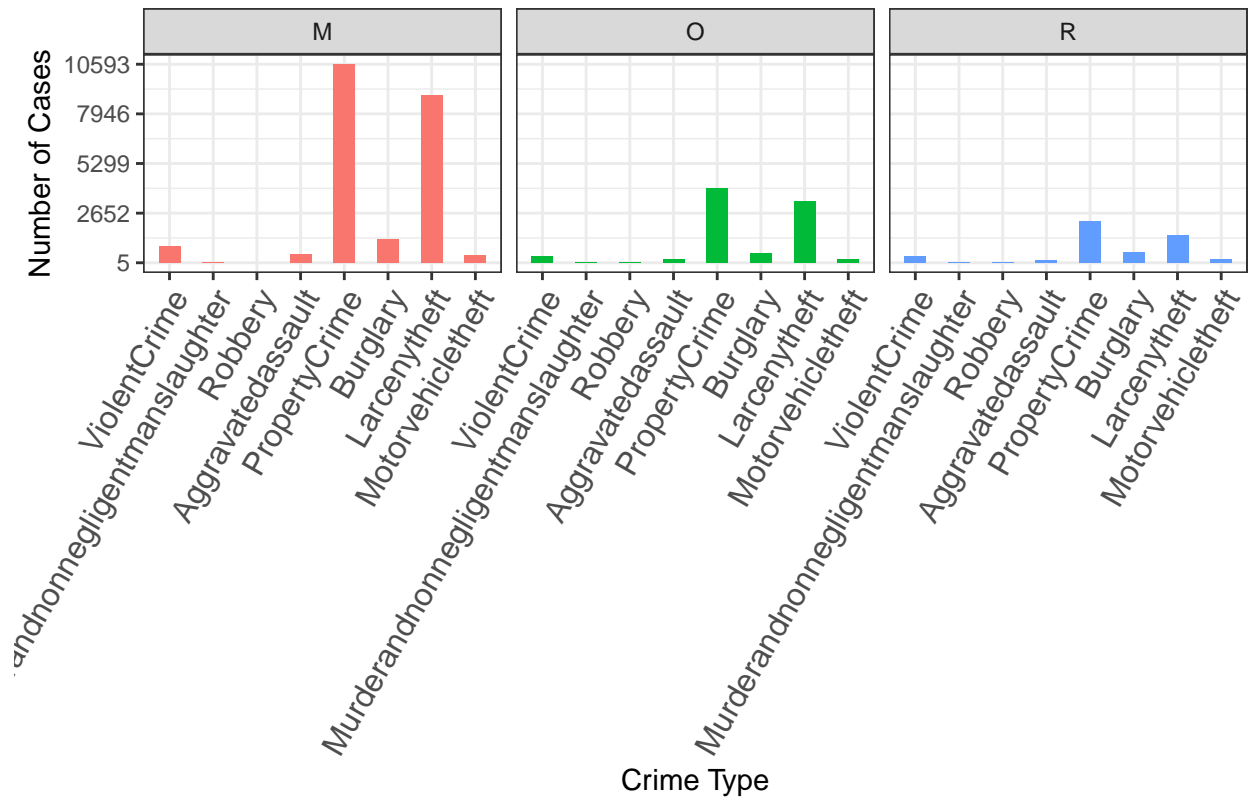 M
O
R
Number of Cases
10593
7946
5299
2652
5
ViolentCrime
andnonnegligentmanslaughter
Robbery
Aggravatedassault
PropertyCrime
Burglary
Larcenytheft
Motorvehicletheft
ViolentCrime
Murderandnonnegligentmanslaughter
Robbery
Aggravatedassault
PropertyCrime
Burglary
Larcenytheft
Motorvehicletheft
ViolentCrime
Murderandnonnegligentmanslaughter
Robbery
Aggravatedassault
PropertyCrime
Burglary
Larcenytheft
Motorvehicletheft
Crime Type